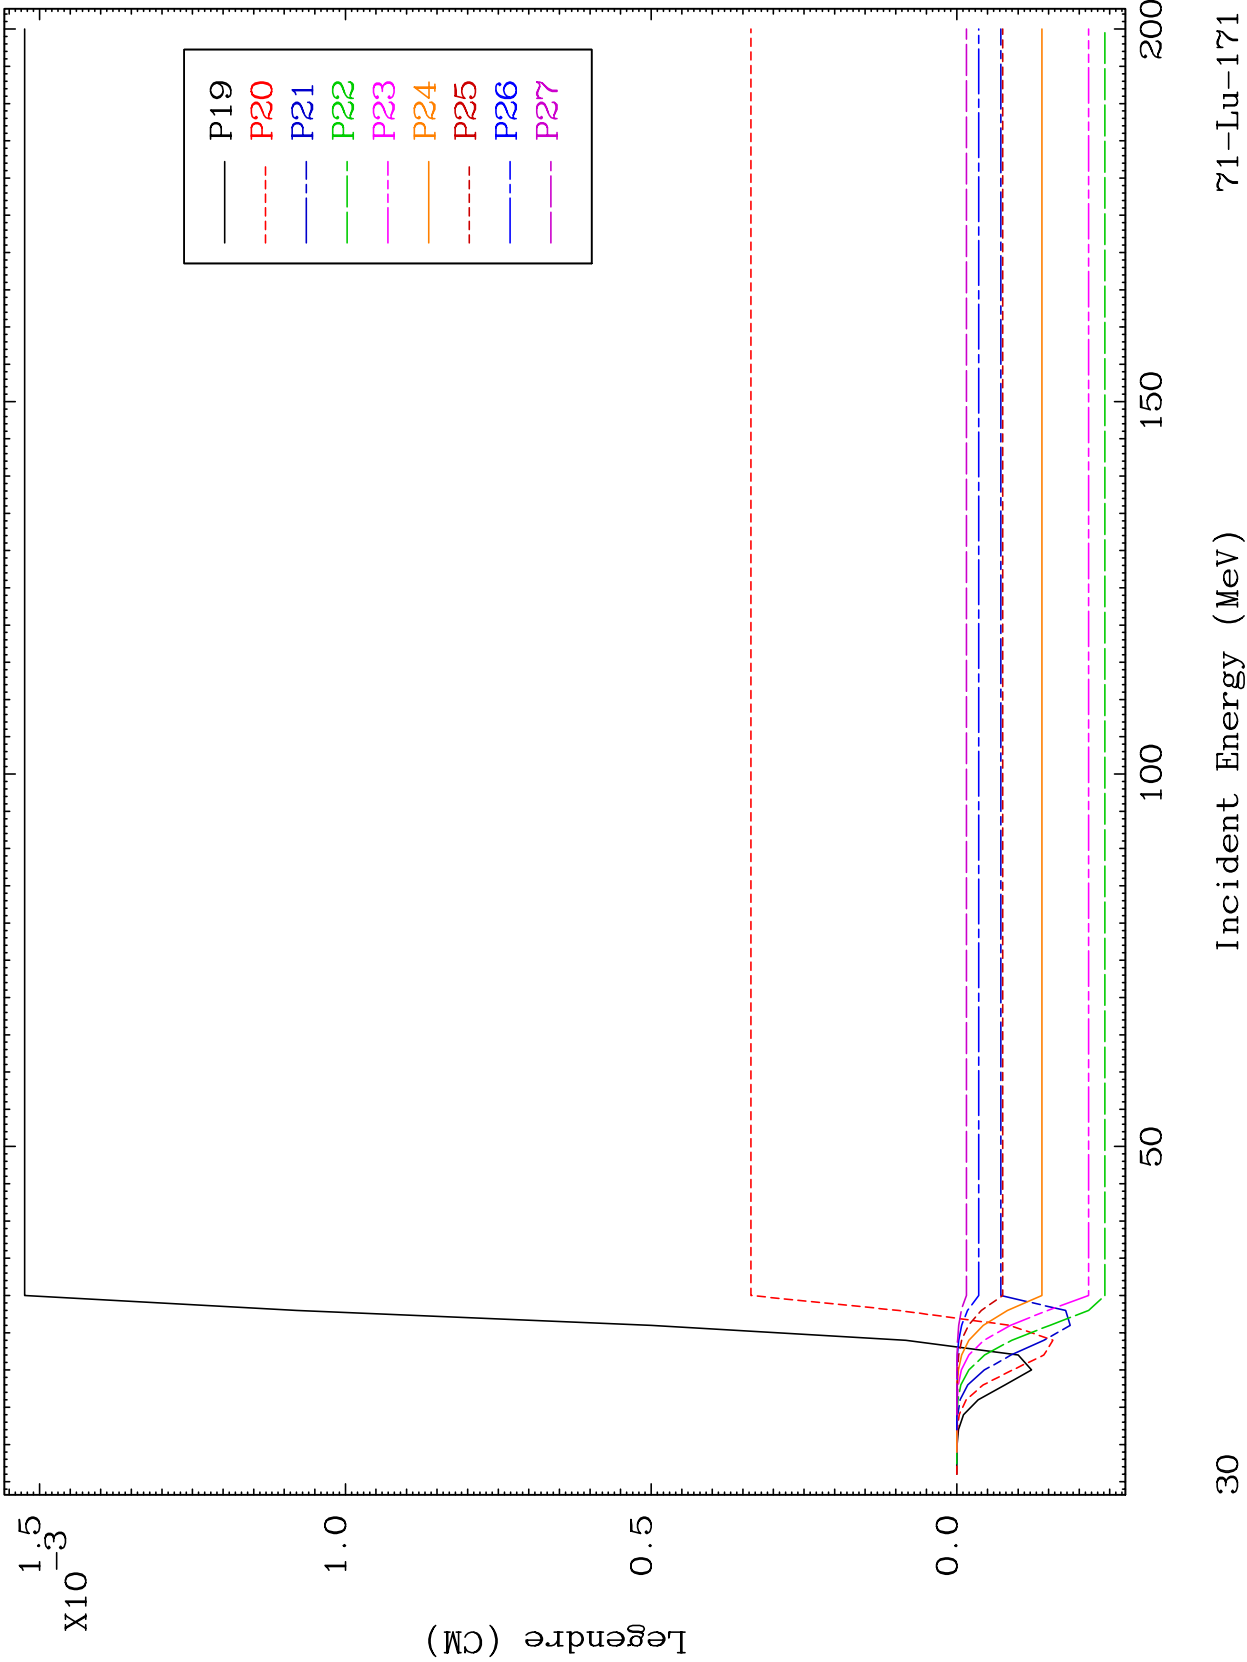 X10-3
1.5
1.0
0.5
0.0
Legendre (CM)
P19
P20
P21
P22
P23
P24
P25
P26
P27
50
100
150
200
30
Incident Energy (MeV)
71-Lu-171